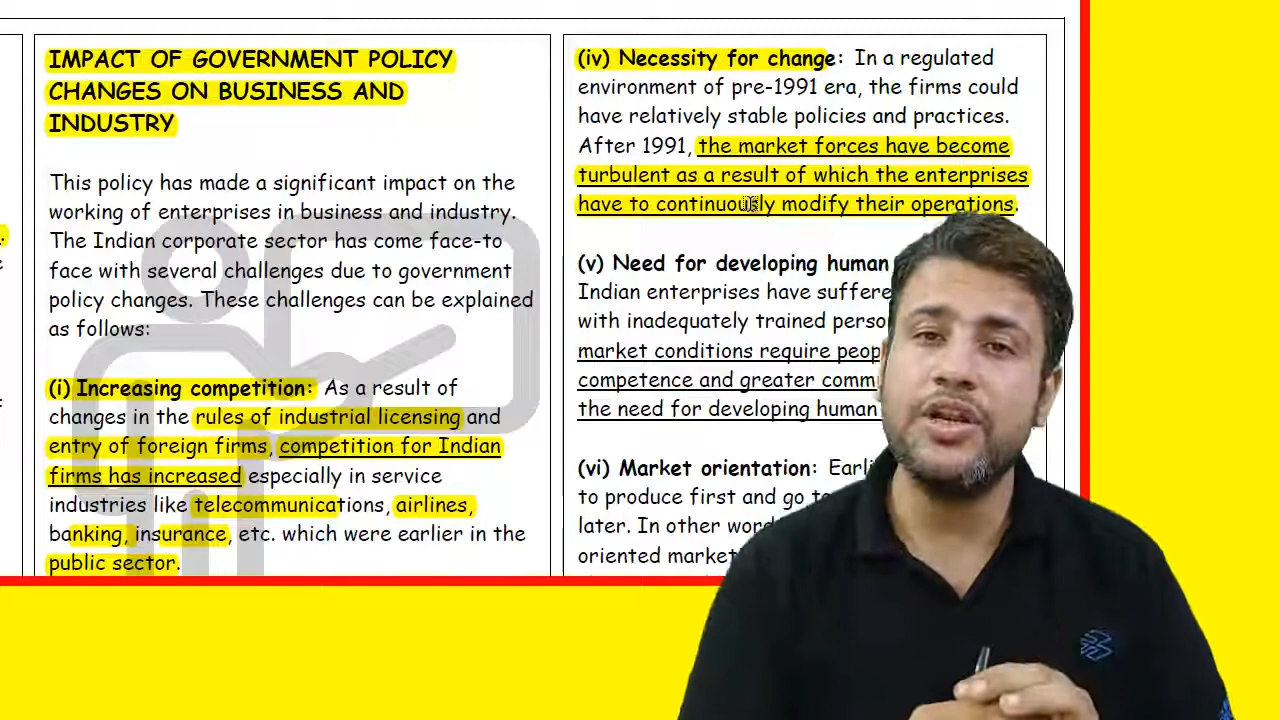 IMPACT OF GOVERNMENT POLICY
CHANGES ON BUSINESS AND
INDUSTRY
This policy has made a significant impact on the
working of enterprises in business and industry.
The Indian corporate sector has come face-to
face with several challenges due to government
policy changes. These challenges can be explained
as follows:
(i) Increasing competition: As a result of
changes in the rules of industrial licensing and
entry of foreign firms, competition for Indian
firms has increased especially in service
industries like telecommunications, airlines,
banking, insurance, etc. which were earlier in the
public sector.
(iv) Necessity for change: In a regulated
environment of pre-1991 era, the firms could
have relatively stable policies and practices.
After 1991, the market forces have become
turbulent as a result of which the enterprises
have to continuously modify their operations.
(v) Need for developing human
Indian enterprises have
with inadequately trained
market conditions require
competence and greater
the need for developing human
(vi) Market orientation:
to produce first and go
later. In other
oriented